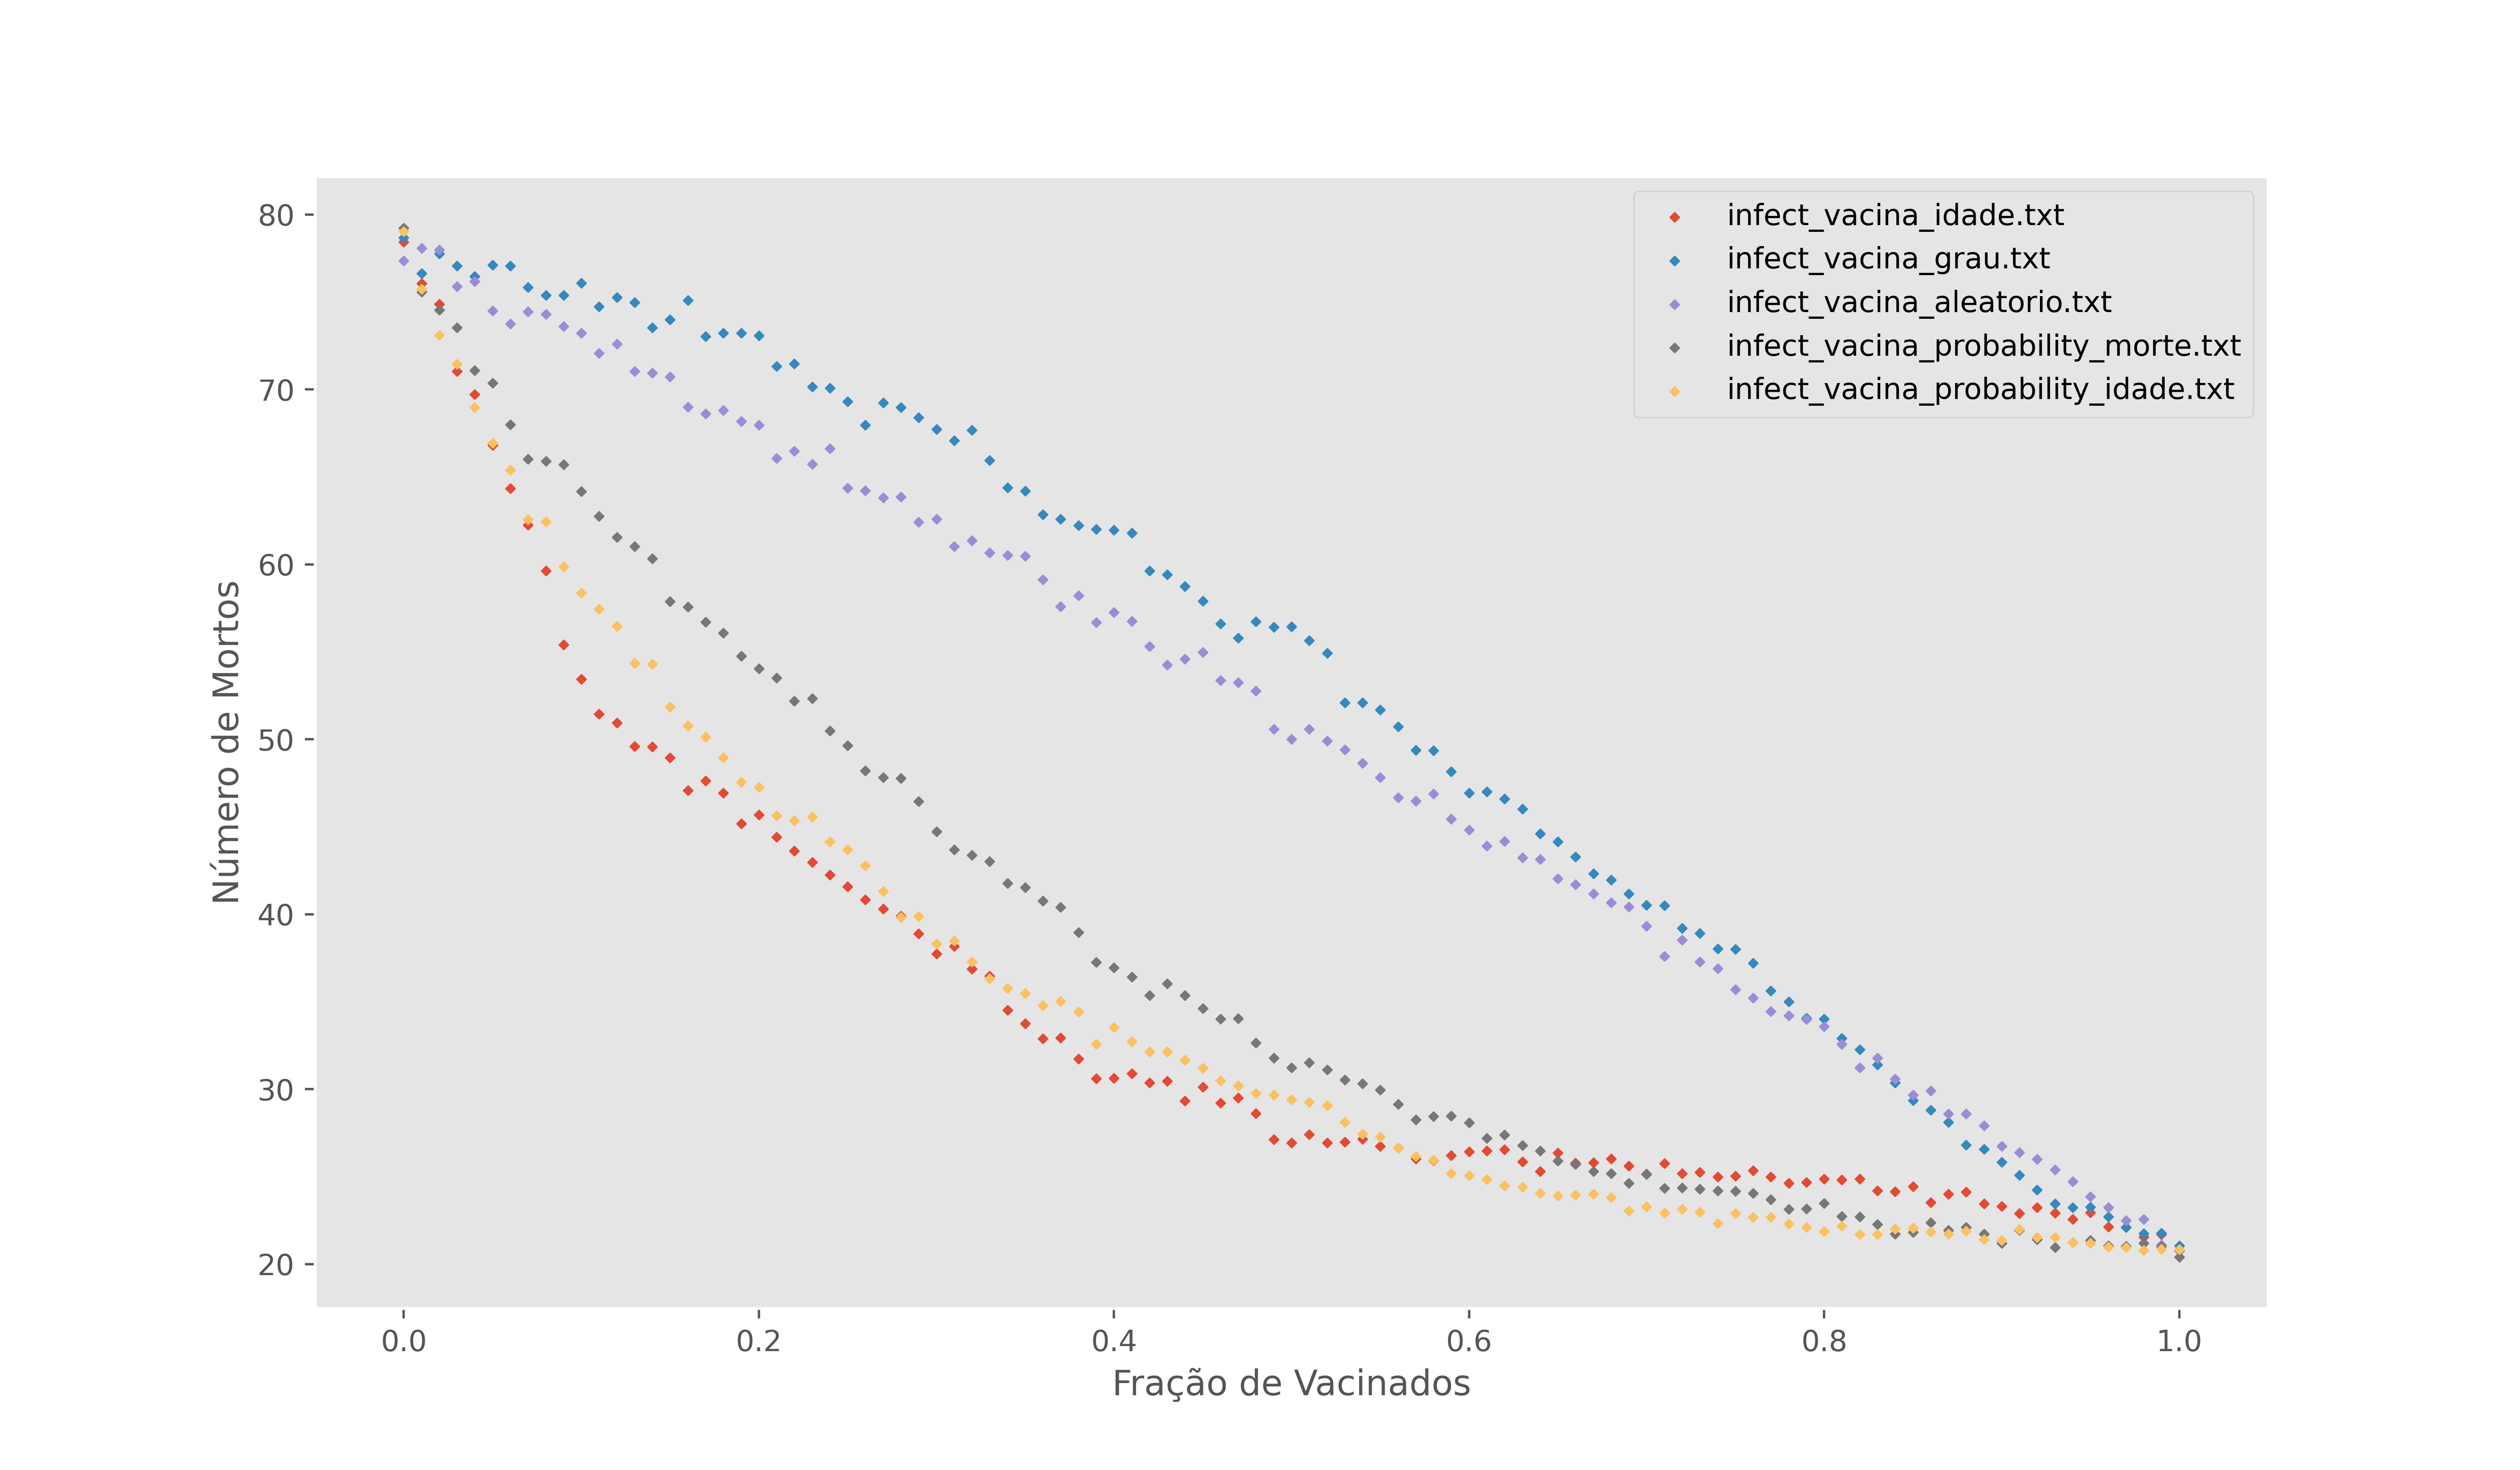 80
70
60
50
40
30
20
Número de Mortos
infect_vacina_idade.txt
infect_vacina_grau.txt
infect_vacina_aleatorio.txt
infect_vacina_probability_morte.txt
infect_vacina_probability_idade.txt
0.0 0.2 0.4 0.6 0.8 1.0
Fração de Vacinados